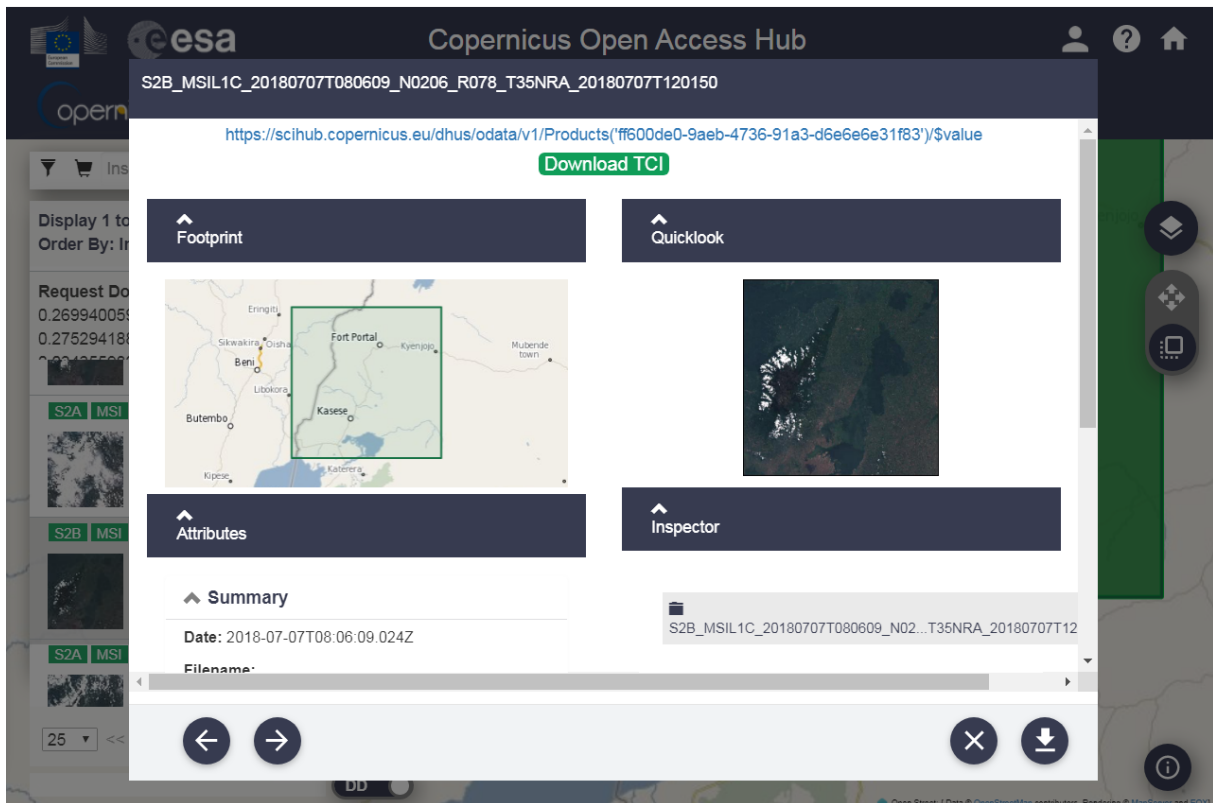 esa
Copernicus Open Access Hub
opern
S2B_MSIL1C_20180707T080609_N0206_R078_T35NRA_20180707T120150
https://scihub.copernicus.eu/dhus/odata/v1/Products('ff600de0-9aeb-4736-91a3-d6e6e6e31f83')/$value
Download TCI
Ins
Display 1 to
Order By: In
Request Do
0.26994005
0.27529418
S2A MSI
S2B MSI
S2A MSI
25 <<
DD
Footprint
Eringiti
Sikwakira
Oisha
Fort Portal
Kyenjojo
Mubende
town
Beni
Libokora
Butembo
Kasese
Kipese
Katerera
Quicklook
Attributes
Summary
Date: 2018-07-07T08:06:09.024Z
Filename:
Inspector
S2B_MSIL1C_20180707T080609_N02...T35NRA_20180707T12